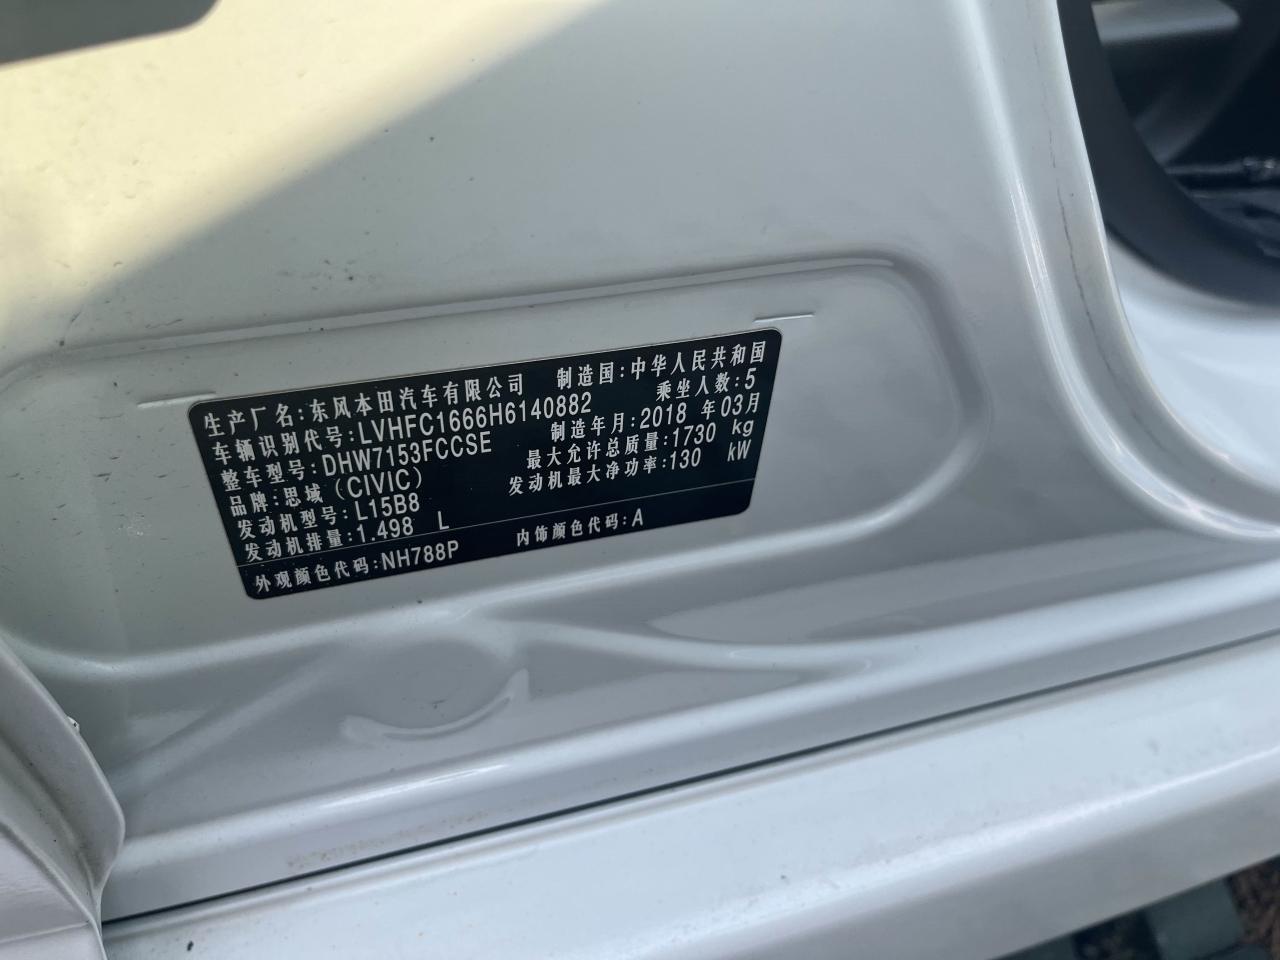 生产厂名:东风本田汽车有限公司 制造国:中华人民共和国
车辆识别代号:LVHFC1666H6140882 乘坐人数:5
整车型号:DHW7153FCCSE 制造年月:2018 年03月
品牌:思域(CIVIC) 最大允许总质量:1730 kg
发动机型号:L15B8 发动机最大净功率:130 kW
发动机排量:1.498 L
外观颜色代码:NH788P 内饰颜色代码:A